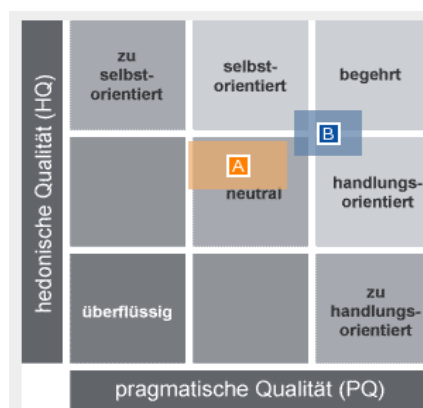 hedonische Qualität (HQ)
zu
selbst-
orientiert
selbst-
orientiert
begehrt
A
B
neutral
handlungs-
orientiert
überflüssig
zu
handlungs-
orientiert
pragmatische Qualität (PQ)